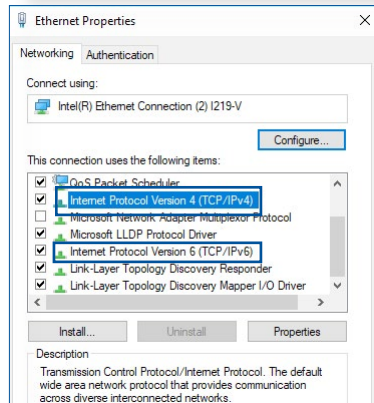 Ethernet Properties
Networking Authentication
Connect using:
Intel(R) Ethernet Connection (2) I219-V
Configure...
This connection uses the following items:
QoS Packet Scheduler
Internet Protocol Version 4 (TCP/IPv4)
Microsoft Network Adapter Multiplexor Protocol
Microsoft LLDP Protocol Driver
Internet Protocol Version 6 (TCP/IPv6)
Link-Layer Topology Discovery Responder
Link-Layer Topology Discovery Mapper I/O Driver
Install... Uninstall Properties
Description
Transmission Control Protocol/Internet Protocol. The default
wide area network protocol that provides communication
across diverse interconnected networks.